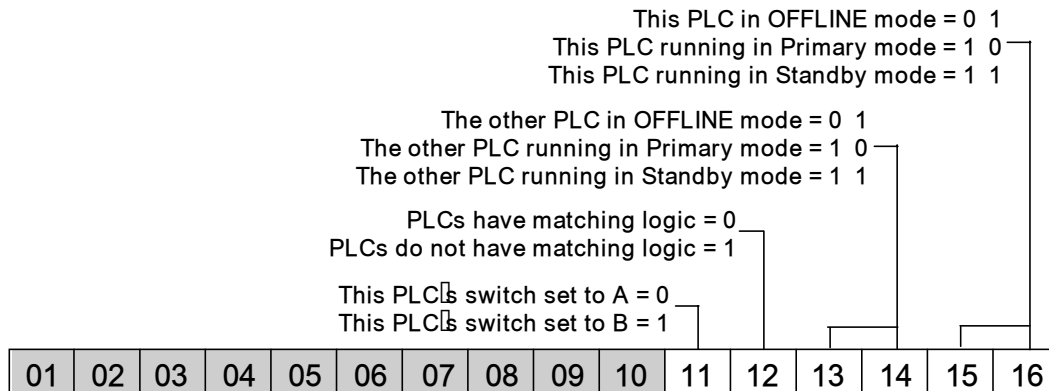 This PLC in OFFLINE mode = 0 1
This PLC running in Primary mode = 1 0
This PLC running in Standby mode = 1 1
The other PLC in OFFLINE mode = 0 1
The other PLC running in Primary mode = 1 0
The other PLC running in Standby mode = 1 1
PLCs have matching logic = 0
PLCs do not have matching logic = 1
This PLC▯s switch set to A = 0
This PLC▯s switch set to B = 1
01 02 03 04 05 06 07 08 09 10 11 12 13 14 15 16